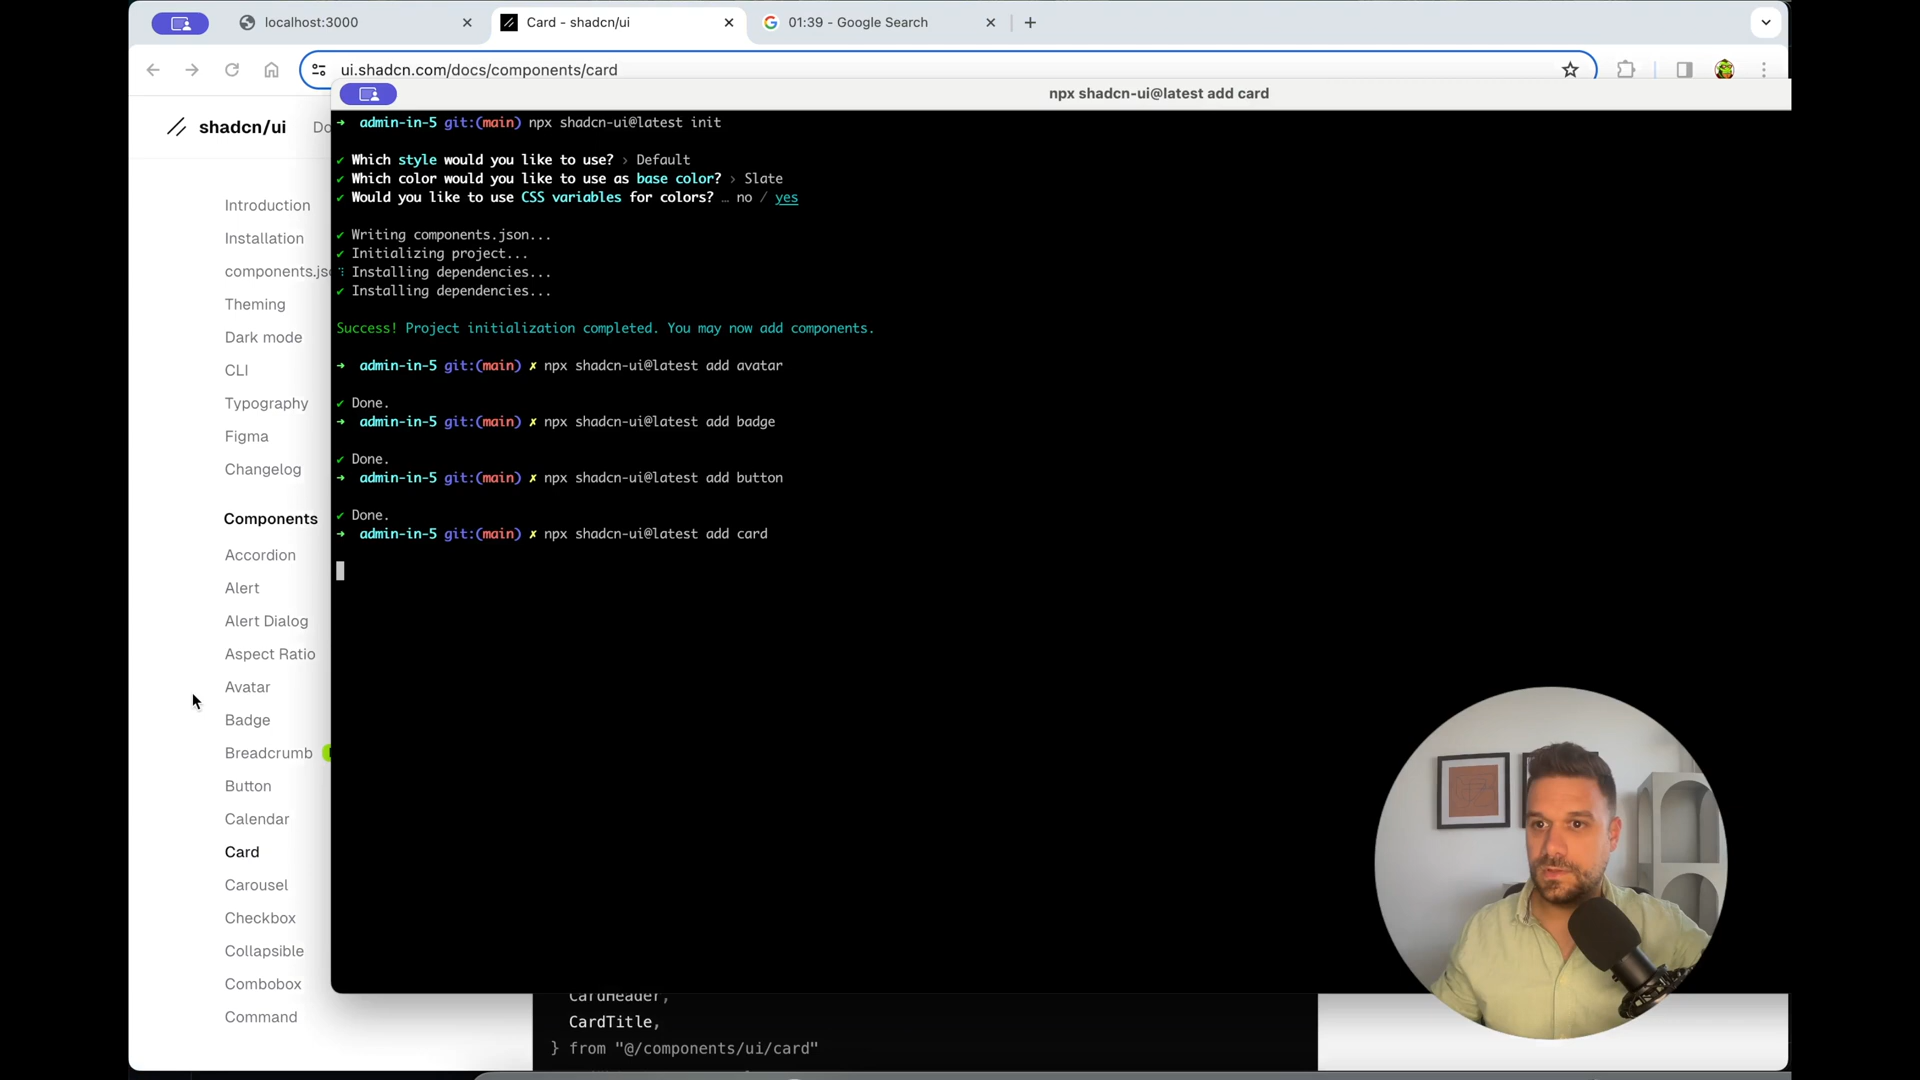 localhost:3000
Card - shadcn/ui
01:39 - Google Search
ui.shadcn.com/docs/components/card
npx shadcn-ui@latest add card
shadcn/ui
Do
Introduction
Installation
components.js
Theming
Dark mode
CLI
Typography
Figma
Changelog
Components
Accordion
Alert
Alert Dialog
Aspect Ratio
Avatar
Badge
Breadcrumb
Button
Calendar
Card
Carousel
Checkbox
Collapsible
Combobox
Command
➜ admin-in-5 git:(main) npx shadcn-ui@latest init
✔ Which style would you like to use? › Default
✔ Which color would you like to use as base color? › Slate
✔ Would you like to use CSS variables for colors? … no / yes
✔ Writing components.json...
✔ Initializing project...
⠸ Installing dependencies...
✔ Installing dependencies...
Success! Project initialization completed. You may now add components.
➜ admin-in-5 git:(main) ✗ npx shadcn-ui@latest add avatar
✔ Done.
➜ admin-in-5 git:(main) ✗ npx shadcn-ui@latest add badge
✔ Done.
➜ admin-in-5 git:(main) ✗ npx shadcn-ui@latest add button
✔ Done.
➜ admin-in-5 git:(main) ✗ npx shadcn-ui@latest add card
CardHeader,
CardTitle,
} from "@/components/ui/card"